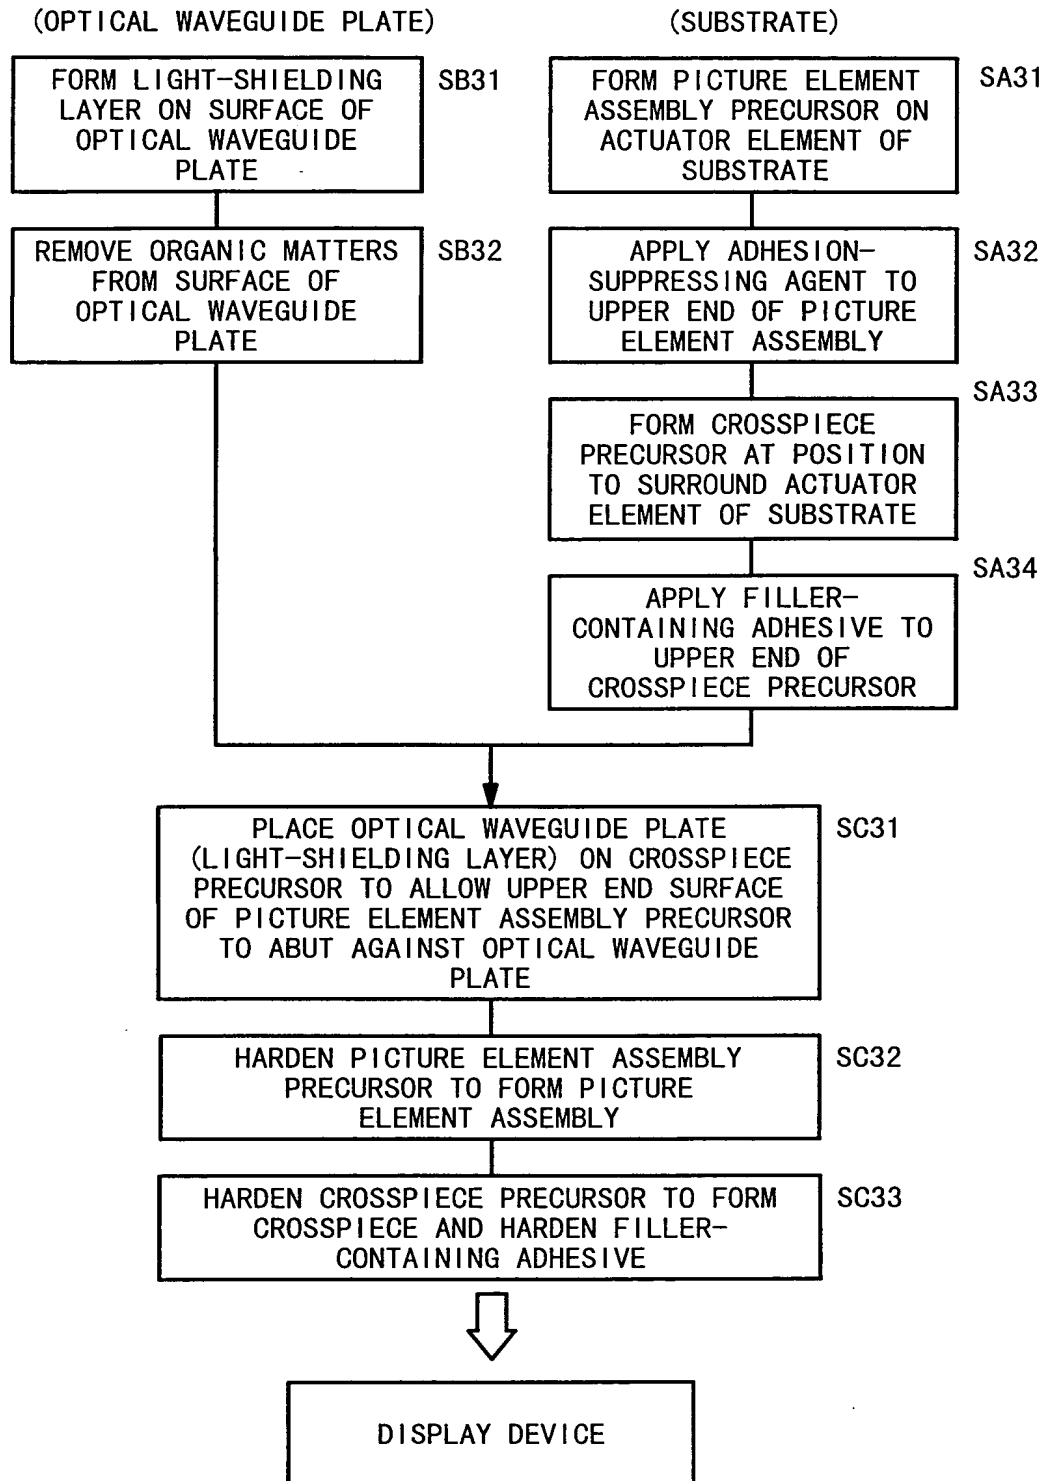 (OPTICAL WAVEGUIDE PLATE)
FORM LIGHT-SHIELDING
LAYER ON SURFACE OF
OPTICAL WAVEGUIDE
PLATE
SB31
REMOVE ORGANIC MATTERS
FROM SURFACE OF
OPTICAL WAVEGUIDE
PLATE
SB32
(SUBSTRATE)
FORM PICTURE ELEMENT
ASSEMBLY PRECURSOR ON
ACTUATOR ELEMENT OF
SUBSTRATE
SA31
APPLY ADHESION-
SUPPRESSING AGENT TO
UPPER END OF PICTURE
ELEMENT ASSEMBLY
SA32
FORM CROSSPIECE
PRECURSOR AT POSITION
TO SURROUND ACTUATOR
ELEMENT OF SUBSTRATE
SA33
APPLY FILLER-
CONTAINING ADHESIVE TO
UPPER END OF
CROSSPIECE PRECURSOR
SA34
PLACE OPTICAL WAVEGUIDE PLATE
(LIGHT-SHIELDING LAYER) ON CROSSPIECE
PRECURSOR TO ALLOW UPPER END SURFACE
OF PICTURE ELEMENT ASSEMBLY PRECURSOR
TO ABUT AGAINST OPTICAL WAVEGUIDE
PLATE
SC31
HARDEN PICTURE ELEMENT ASSEMBLY
PRECURSOR TO FORM PICTURE
ELEMENT ASSEMBLY
SC32
HARDEN CROSSPIECE PRECURSOR TO FORM
CROSSPIECE AND HARDEN FILLER-
CONTAINING ADHESIVE
SC33
DISPLAY DEVICE